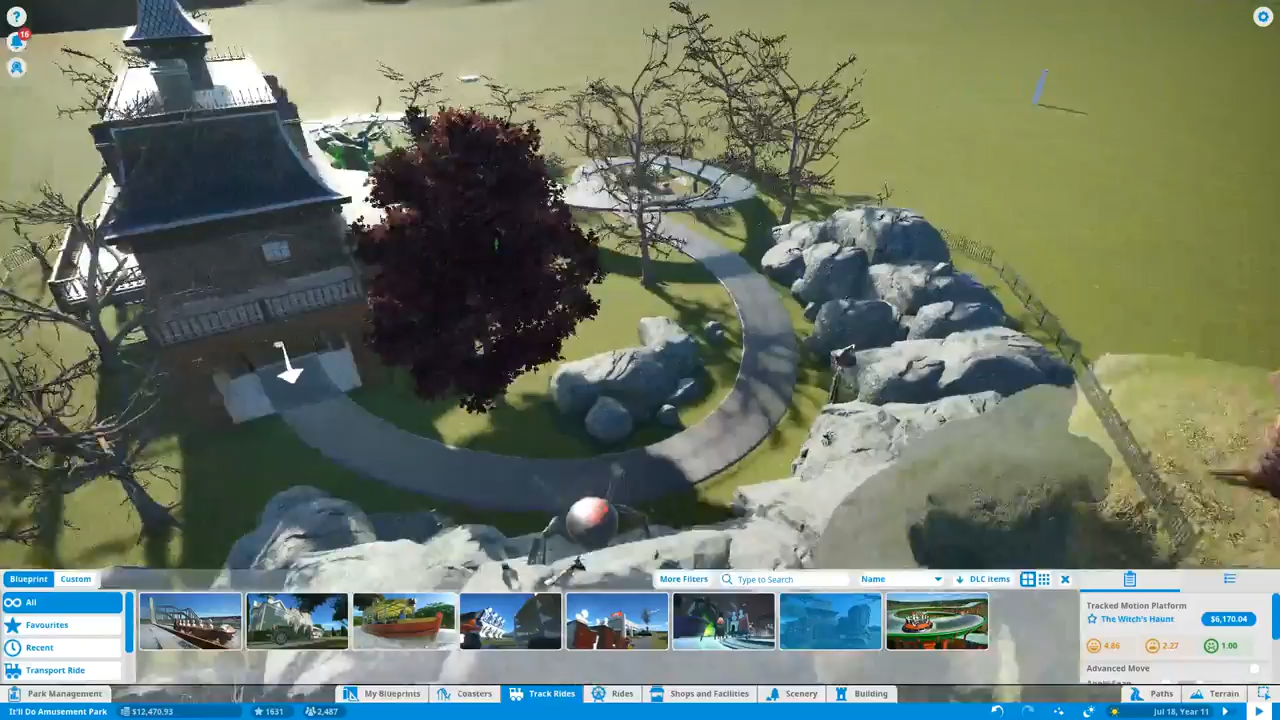 ?
16
Blueprint
Custom
More Filters
Type to Search
Name
DLC items
All
Favourites
Recent
Transport Ride
Tracked Motion Platform
The Witch's Haunt
$6,170.04
4.86
2.27
1.00
Advanced Move
Park Management
My Blueprints
Coasters
Track Rides
Rides
Shops and Facilities
Scenery
Building
Paths
Terrain
It'll Do Amusement Park
$12,470.93
1631
2,487
Jul 18, Year 11